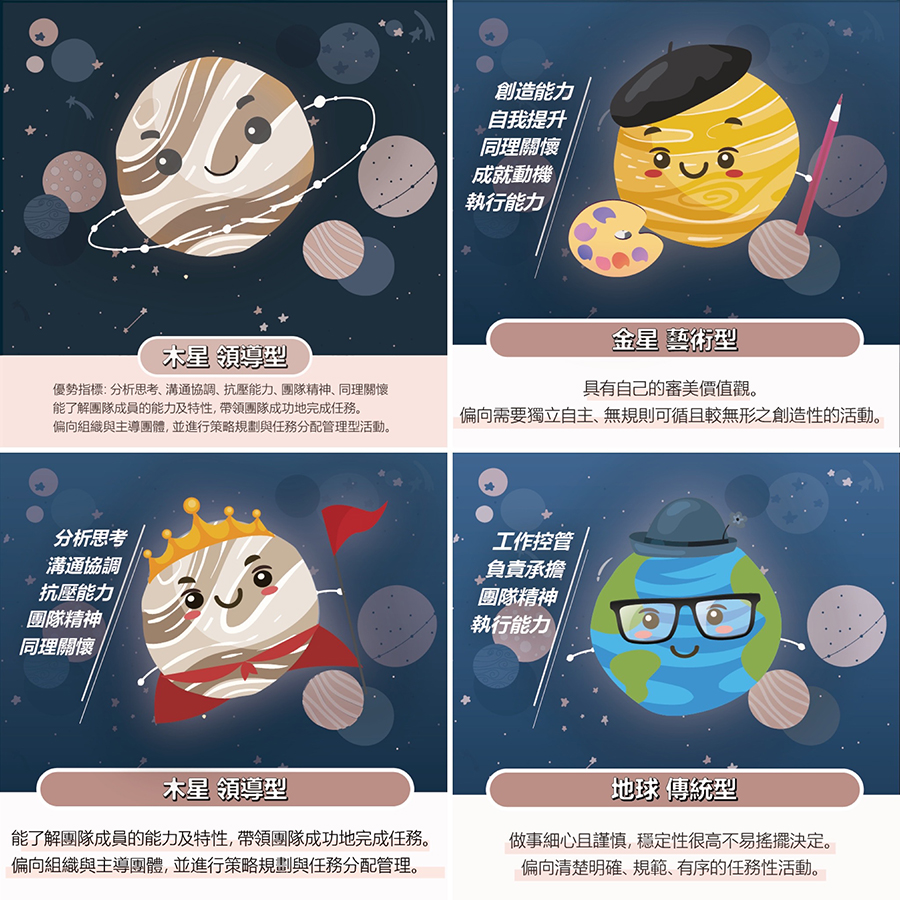 木星 領導型
優勢指標: 分析思考、溝通協調、抗壓能力、團隊精神、同理關懷
能了解團隊成員的能力及特性, 帶領團隊成功地完成任務。
偏向組織與主導團體, 並進行策略規劃與任務分配管理型活動。
創造能力
自我提升
同理關懷
成就動機
執行能力
金星 藝術型
具有自己的審美價值觀。
偏向需要獨立自主、無規則可循且較無形之創造性的活動。
分析思考
溝通協調
抗壓能力
團隊精神
同理關懷
木星 領導型
能了解團隊成員的能力及特性, 帶領團隊成功地完成任務。
偏向組織與主導團體, 並進行策略規劃與任務分配管理。
工作控管
負責承擔
團隊精神
執行能力
地球 傳統型
做事細心且謹慎, 穩定性很高不易搖擺決定。
偏向清楚明確、規範、有序的任務性活動。